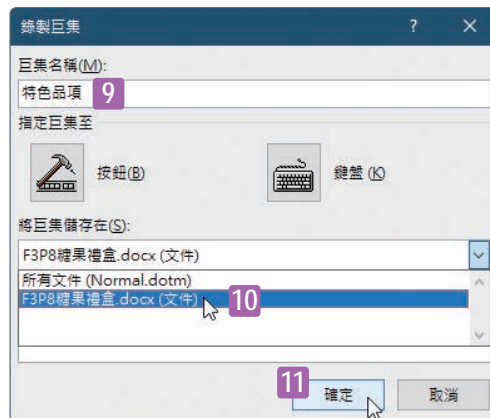 錄製巨集 ?
巨集名稱(M):
特色品項 9
指定巨集至
按鈕(B) 鍵盤 (K)
將巨集儲存在(S):
F3P8糖果禮盒.docx (文件)
所有文件 (Normal.dotm)
F3P8糖果禮盒.docx (文件) 10
11 確定 取消